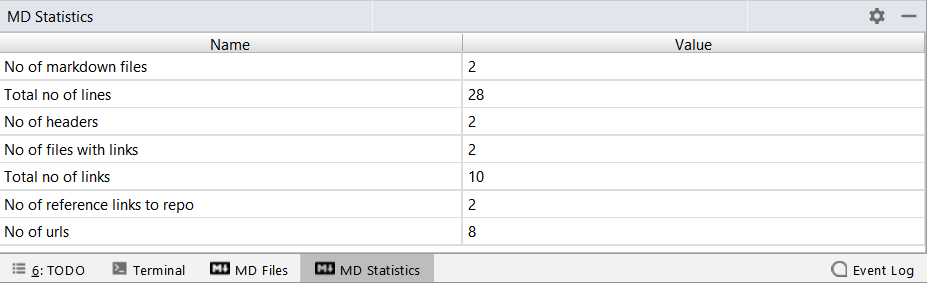 MD Statistics
Name Value
No of markdown files 2
Total no of lines 28
No of headers 2
No of files with links 2
Total no of links 10
No of reference links to repo 2
No of urls 8
6: TODO Terminal MD Files MD Statistics Event Log